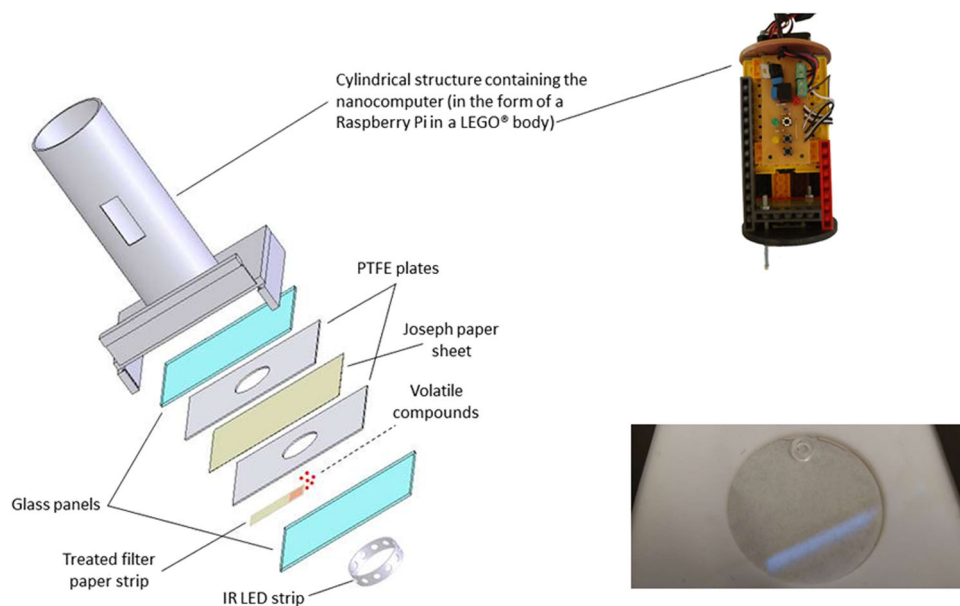 Cylindrical structure containing the
nanocomputer (in the form of a
Raspberry Pi in a LEGO® body)
PTFE plates
Joseph paper
sheet
Volatile
compounds
Glass panels
Treated filter
paper strip
IR LED strip